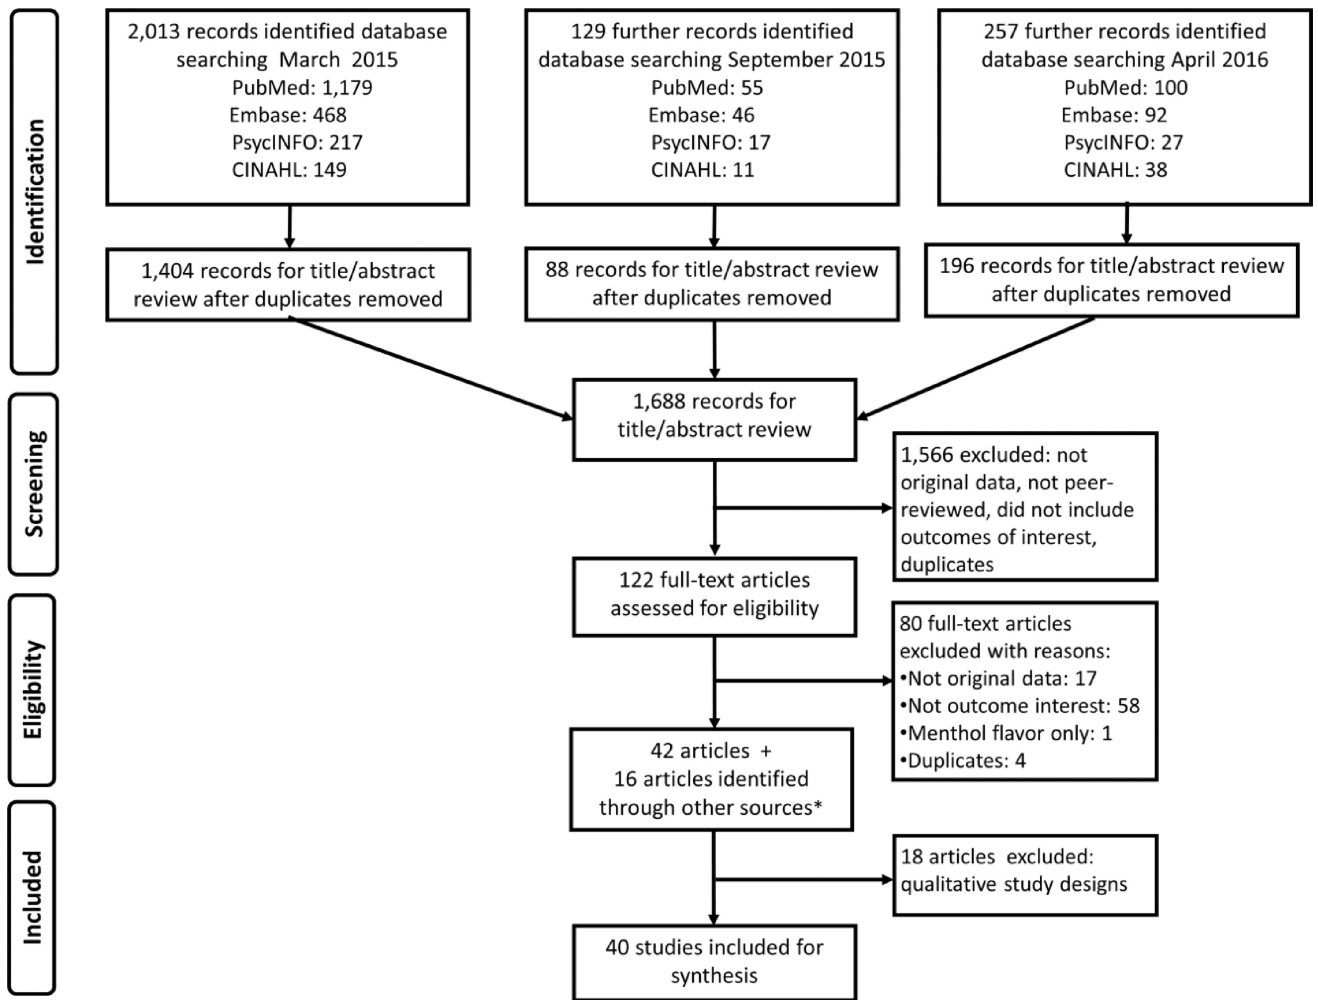 Identification
2,013 records identified database
searching March 2015
PubMed: 1,179
Embase: 468
PsycINFO: 217
CINAHL: 149
129 further records identified
database searching September 2015
PubMed: 55
Embase: 46
PsycINFO: 17
CINAHL: 11
257 further records identified
database searching April 2016
PubMed: 100
Embase: 92
PsycINFO: 27
CINAHL: 38
1,404 records for title/abstract
review after duplicates removed
88 records for title/abstract review
after duplicates removed
196 records for title/abstract review
after duplicates removed
Screening
1,688 records for
title/abstract review
1,566 excluded: not
original data, not peer-
reviewed, did not include
outcomes of interest,
duplicates
Eligibility
122 full-text articles
assessed for eligibility
80 full-text articles
excluded with reasons:
•Not original data: 17
•Not outcome interest: 58
•Menthol flavor only: 1
•Duplicates: 4
42 articles +
16 articles identified
through other sources*
Included
18 articles excluded:
qualitative study designs
40 studies included for
synthesis